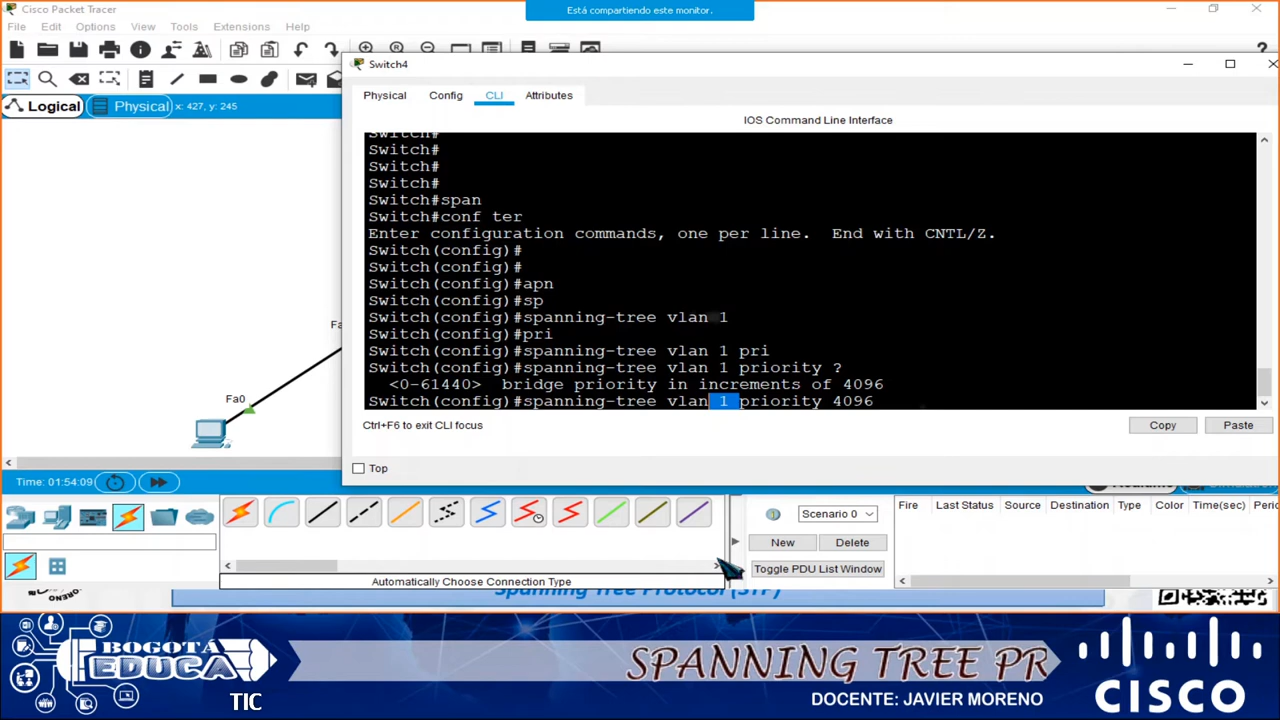 Cisco Packet Tracer
Está compartiendo este monitor.
File Edit Options View Tools Extensions Help
Switch4
Logical Physical x: 427, y: 245
Physical Config CLI Attributes
IOS Command Line Interface
Switch#
Switch#
Switch#
Switch#
Switch#span
Switch#conf ter
Enter configuration commands, one per line. End with CNTL/Z.
Switch(config)#
Switch(config)#
Switch(config)#apn
Switch(config)#sp
Switch(config)#spanning-tree vlan 1
Switch(config)#pri
Switch(config)#spanning-tree vlan 1 pri
Switch(config)#spanning-tree vlan 1 priority ?
<0-61440> bridge priority in increments of 4096
Switch(config)#spanning-tree vlan 1 priority 4096
Fa0
Ctrl+F6 to exit CLI focus
Copy
Paste
Top
Time: 01:54:09
Scenario 0
New Delete
Toggle PDU List Window
Fire Last Status Source Destination Type Color Time(sec) Perio
Automatically Choose Connection Type
Spanning Tree Protocol (STP)
BOGOTÁ
EDUCA
TIC
SPANNING TREE PR
DOCENTE: JAVIER MORENO
CISCO